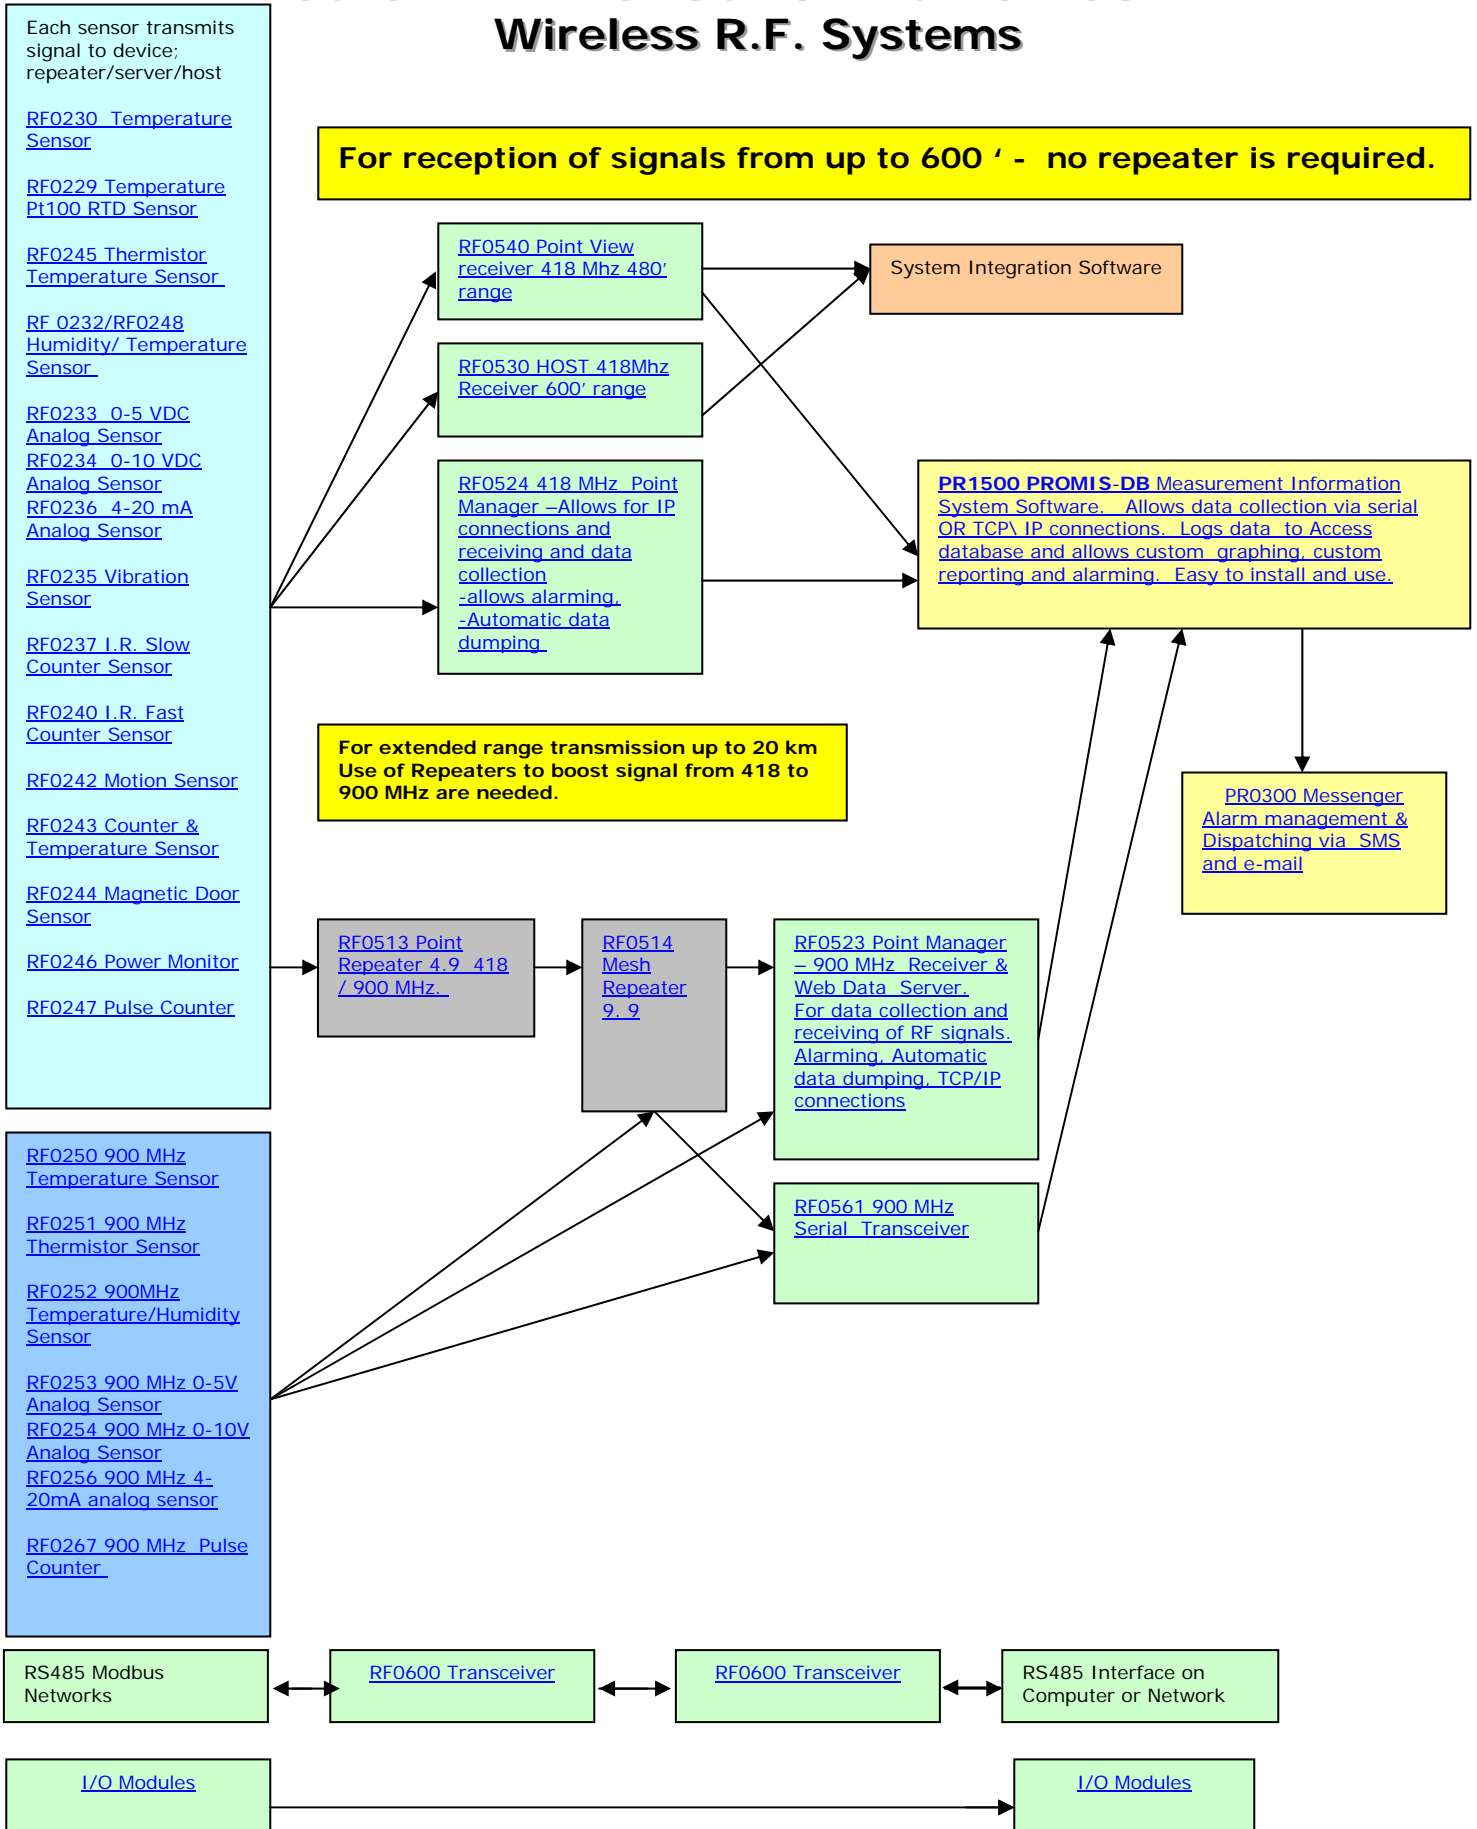 Wireless R.F. Systems
Each sensor transmits
signal to device;
repeater/server/host
RF0230  Temperature
Sensor
RF0229 Temperature
Pt100 RTD Sensor
RF0245 Thermistor
Temperature Sensor
RF 0232/RF0248
Humidity/ Temperature
Sensor
RF0233  0-5 VDC
Analog Sensor
RF0234  0-10 VDC
Analog Sensor
RF0236  4-20 mA
Analog Sensor
RF0235 Vibration
Sensor
RF0237 I.R. Slow
Counter Sensor
RF0240 I.R. Fast
Counter Sensor
RF0242 Motion Sensor
RF0243 Counter &
Temperature Sensor
RF0244 Magnetic Door
Sensor
RF0246 Power Monitor
RF0247 Pulse Counter
For reception of signals from up to 600 ‘ -  no repeater is required.
RF0540 Point View
receiver 418 Mhz 480’
range
System Integration Software
RF0530 HOST 418Mhz
Receiver 600’ range
RF0524 418 MHz  Point
Manager –Allows for IP
connections and
receiving and data
collection
-allows alarming,
-Automatic data
dumping
PR1500 PROMIS-DB Measurement Information
System Software.   Allows data collection via serial
OR TCP\ IP connections.  Logs data  to Access
database and allows custom  graphing, custom
reporting and alarming.  Easy to install and use.
For extended range transmission up to 20 km
Use of Repeaters to boost signal from 418 to
900 MHz are needed.
PR0300 Messenger
Alarm management &
Dispatching via  SMS
and e-mail
RF0513 Point
Repeater 4.9  418
/ 900 MHz.
RF0514
Mesh
Repeater
9. 9
RF0523 Point Manager
– 900 MHz  Receiver &
Web Data  Server.
For data collection and
receiving of RF signals.
Alarming, Automatic
data dumping, TCP/IP
connections
RF0561 900 MHz
Serial  Transceiver
RF0250 900 MHz
Temperature Sensor
RF0251 900 MHz
Thermistor Sensor
RF0252 900MHz
Temperature/Humidity
Sensor
RF0253 900 MHz 0-5V
Analog Sensor
RF0254 900 MHz 0-10V
Analog Sensor
RF0256 900 MHz 4-
20mA analog sensor
RF0267 900 MHz  Pulse
Counter
RS485 Modbus
Networks
RF0600 Transceiver
RF0600 Transceiver
RS485 Interface on
Computer or Network
I/O Modules
I/O Modules